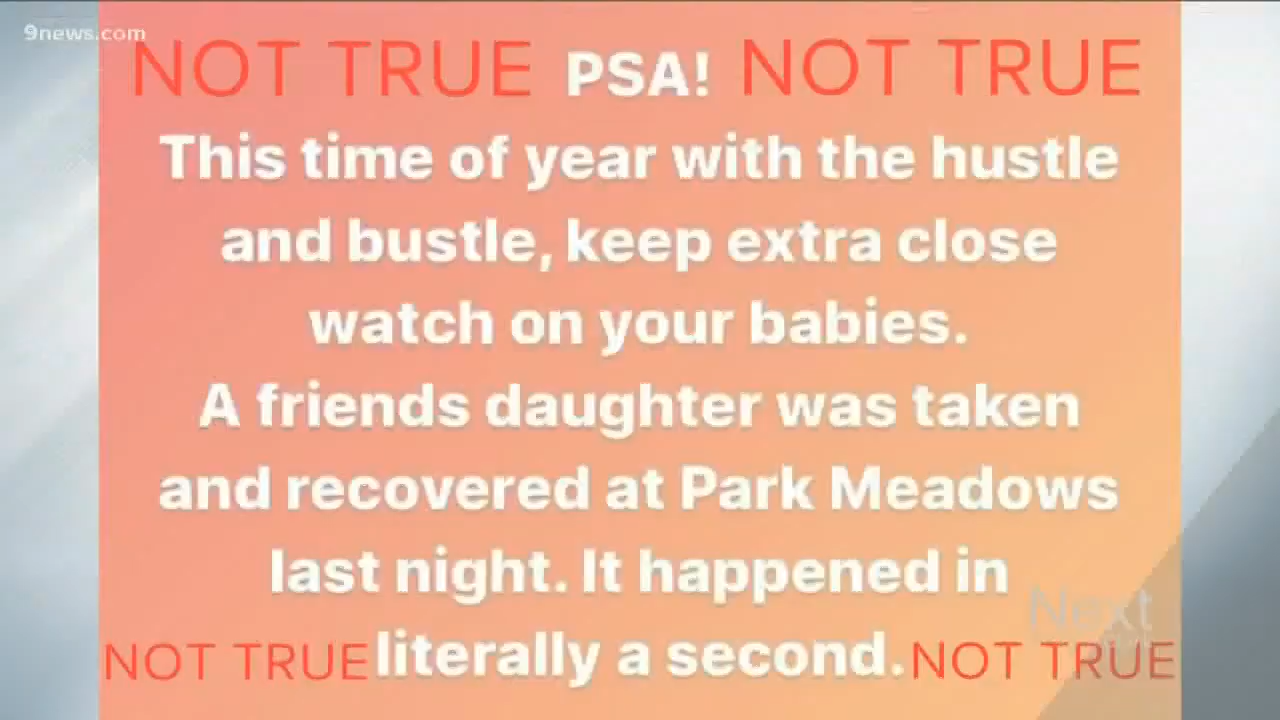 9news.com
NOT TRUE PSA! NOT TRUE
This time of year with the hustle
and bustle, keep extra close
watch on your babies.
A friends daughter was taken
and recovered at Park Meadows
last night. It happened in
NOT TRUE literally a second. NOT TRUE
Next